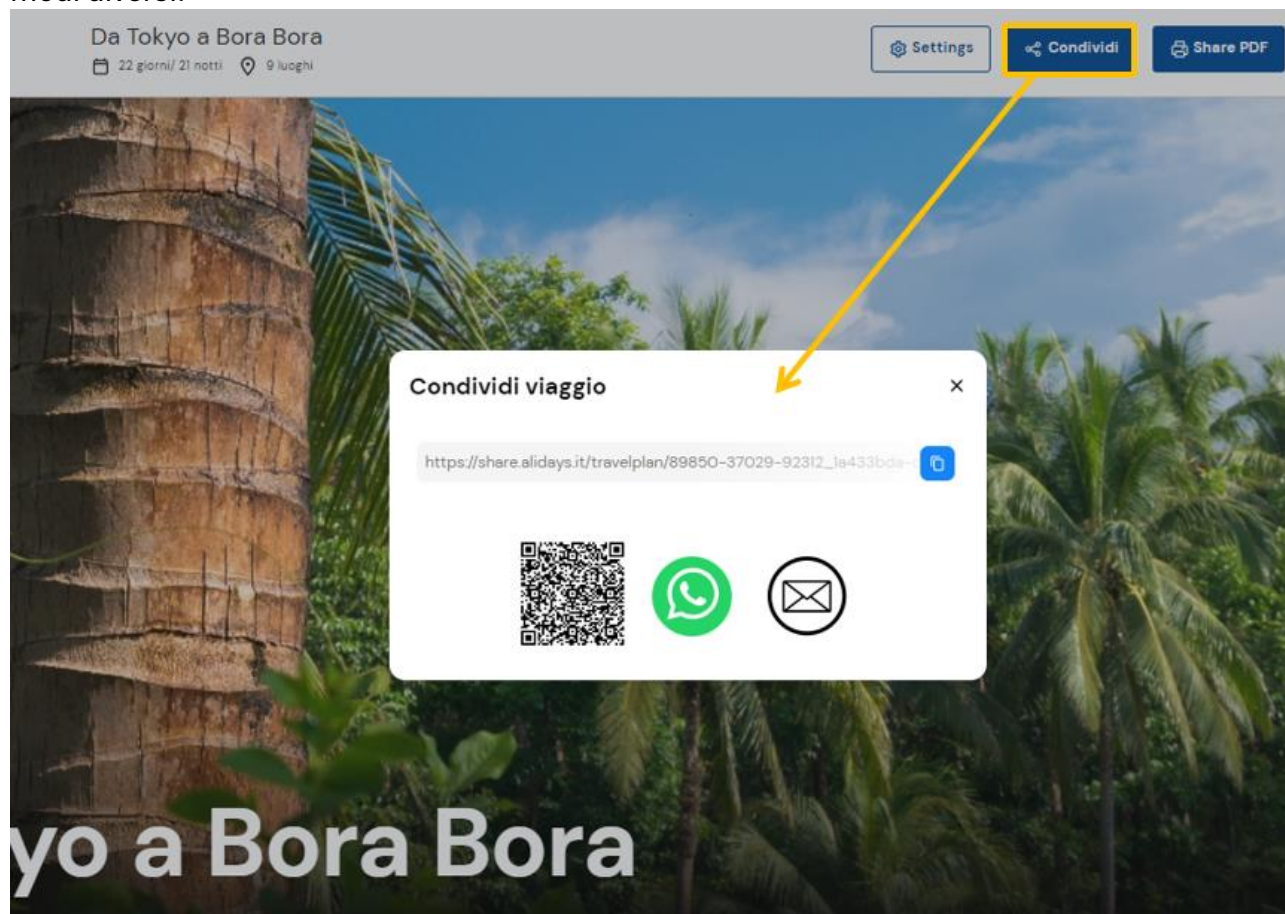 Da Tokyo a Bora Bora
22 giorni/ 21 notti 9 luoghi
Settings
Condividi
Share PDF
Condividi viaggio
https://share.alidays.it/travelplan/89850-37029-92312_1a433bda-
yo a Bora Bora